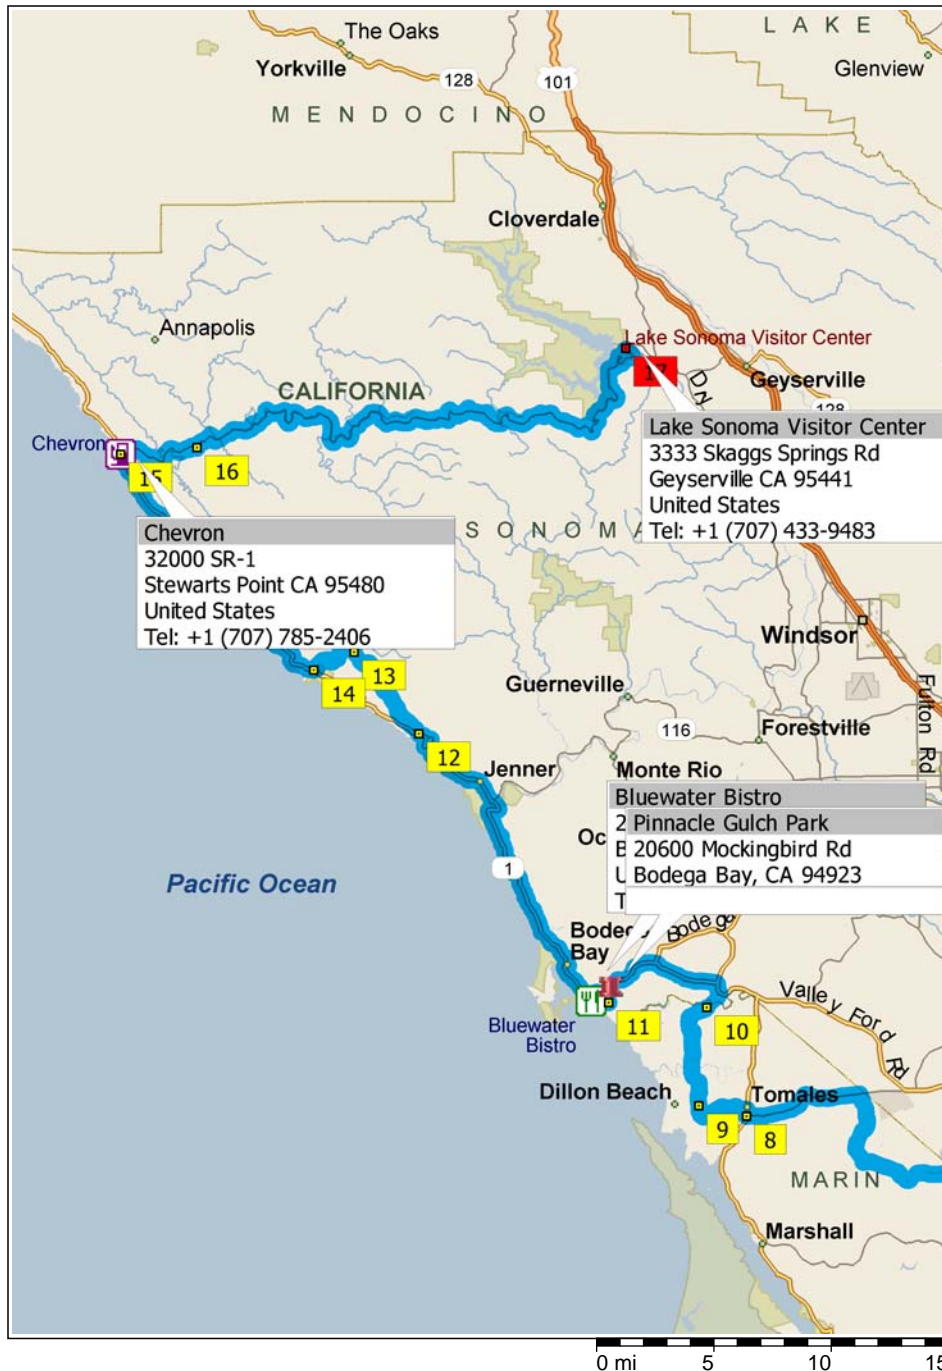 LAKE
The Oaks
Yorkville
Glenview
128
101
MENDOCINO
Cloverdale
Annapolis
Lake Sonoma Visitor Center
17
Geyserville
CALIFORNIA
128
Chevron
15
16
Lake Sonoma Visitor Center
3333 Skaggs Springs Rd
Geyserville CA 95441
United States
Tel: +1 (707) 433-9483
Chevron
32000 SR-1
Stewarts Point CA 95480
United States
Tel: +1 (707) 785-2406
SONOMA
Windsor
13
14
Guerneville
Fulton Rd
116
Forestville
12
Jenner
Monte Rio
Bluewater Bistro
Pinnacle Gulch Park
20600 Mockingbird Rd
Bodega Bay, CA 94923
1
Pacific Ocean
Bodega
Bay
Bodega
Valley Ford Rd
11
10
Bluewater
Bistro
Dillon Beach
Tomales
9
8
MARIN
Marshall
0 mi 5 10 15